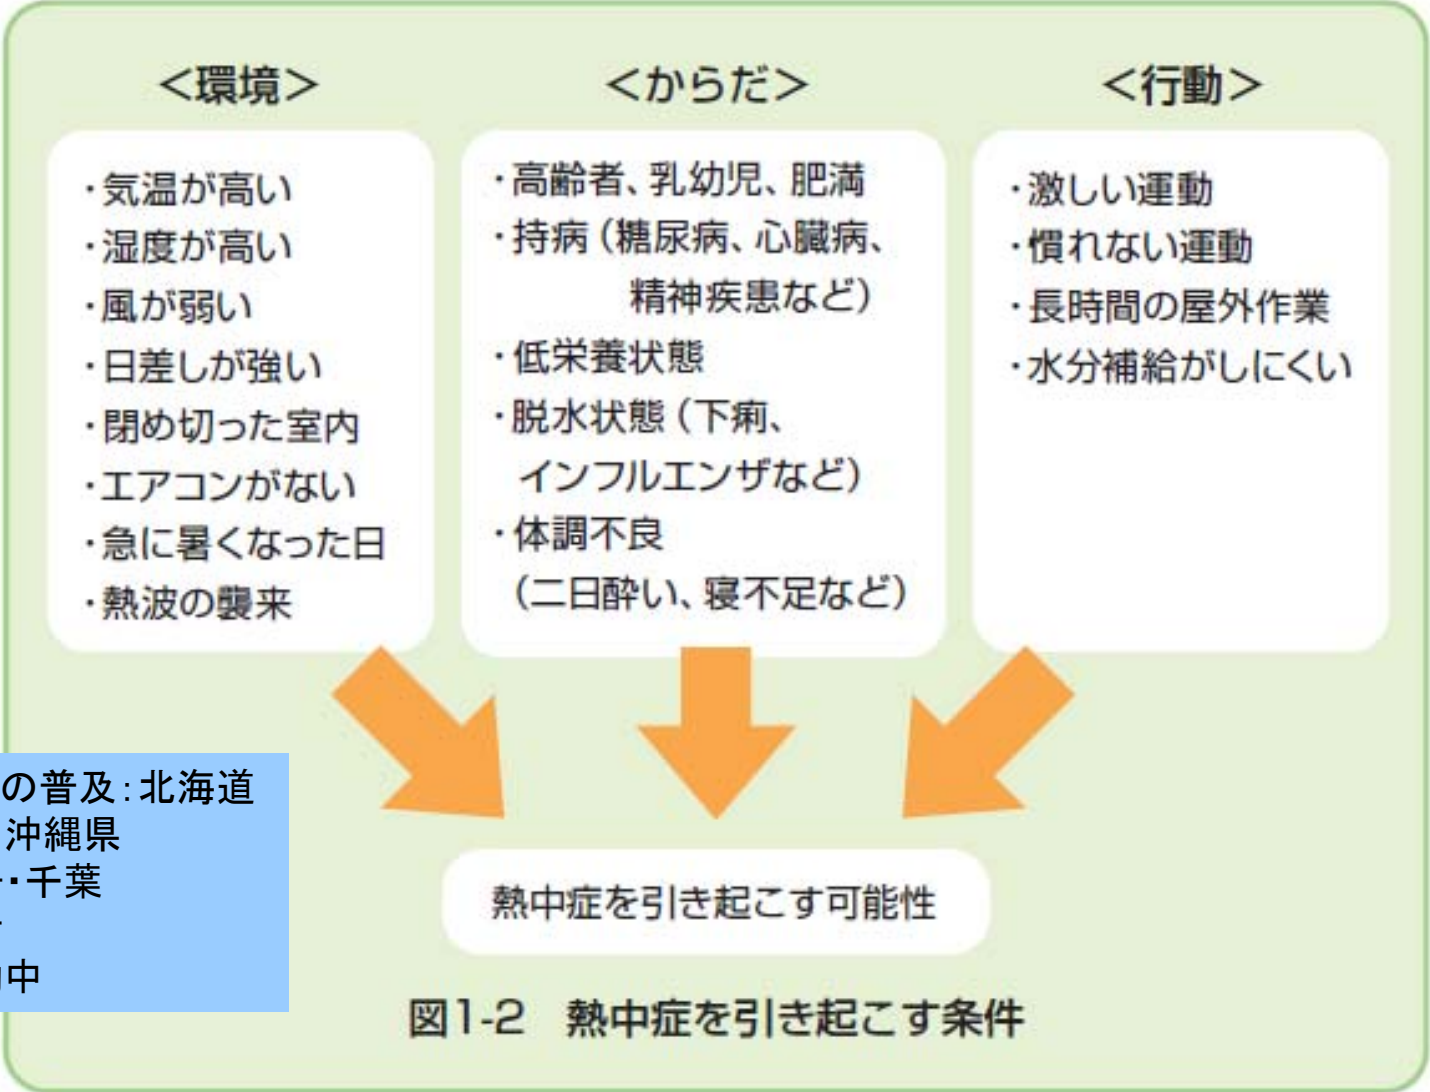 ＜環境＞
・気温が高い
・湿度が高い
・風が弱い
・日差しが強い
・閉め切った室内
・エアコンがない
・急に暑くなった日
・熱波の襲来
＜からだ＞
・高齢者、乳幼児、肥満
・持病（糖尿病、心臓病、
精神疾患など）
・低栄養状態
・脱水状態（下痢、
インフルエンザなど）
・体調不良
（二日酔い、寝不足など）
＜行動＞
・激しい運動
・慣れない運動
・長時間の屋外作業
・水分補給がしにくい
の普及：北海道
沖縄県
・千葉
中
熱中症を引き起こす可能性
図1-2　熱中症を引き起こす条件